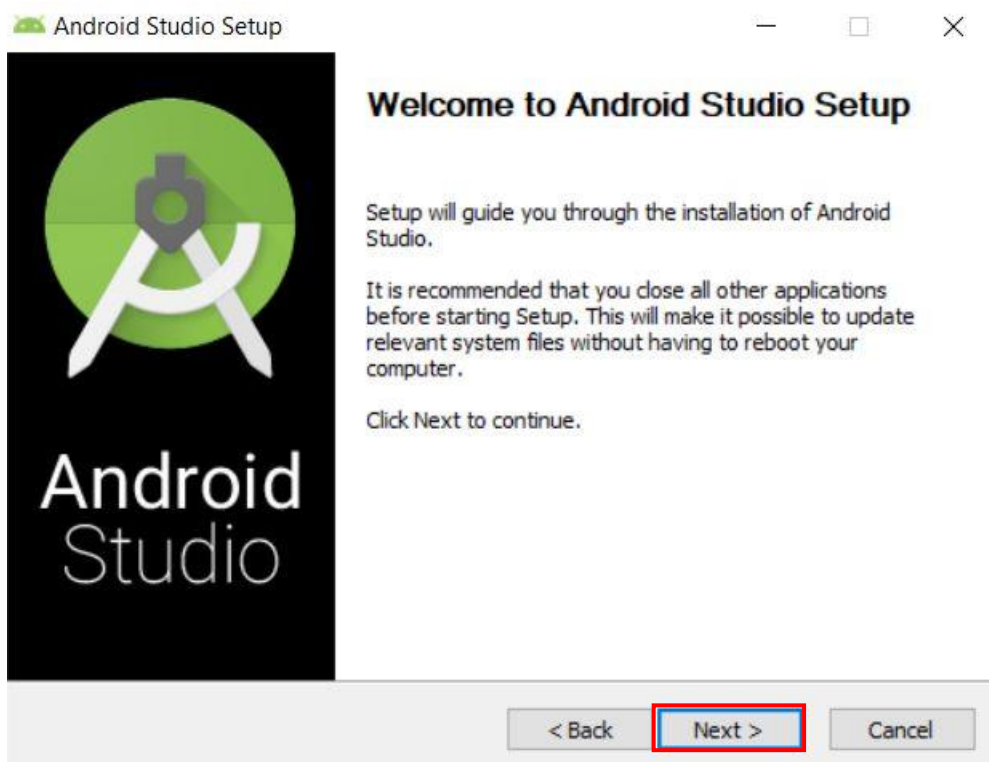 Android Studio Setup
Welcome to Android Studio Setup
Setup will guide you through the installation of Android
Studio.
It is recommended that you close all other applications
before starting Setup. This will make it possible to update
relevant system files without having to reboot your
computer.
Click Next to continue.
Android
Studio
< Back
Next >
Cancel